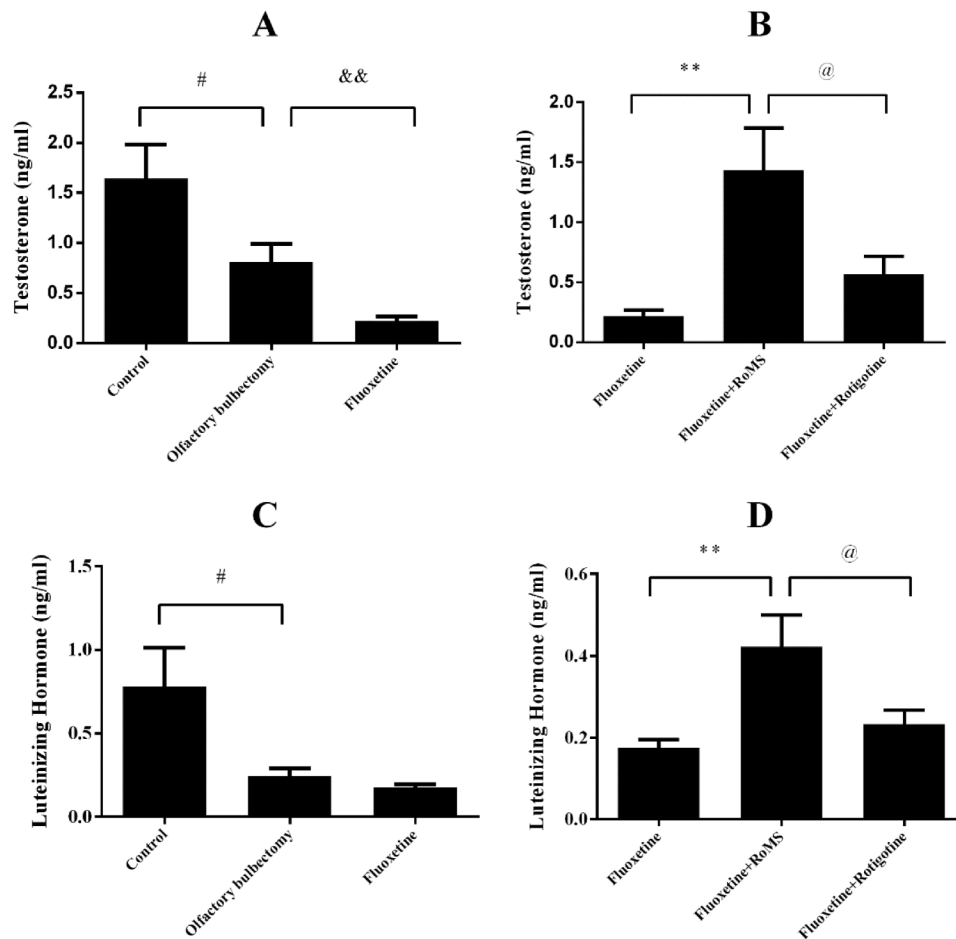 A
#
&&
Testosterone (ng/ml)
2.5
2.0
1.5
1.0
0.5
0.0
Control
Olfactory bulbectomy
Fluoxetine
B
**
@
Testosterone (ng/ml)
2.0
1.5
1.0
0.5
0.0
Fluoxetine
Fluoxetine+RoMS
Fluoxetine+Rotigotine
C
#
Luteinizing Hormone (ng/ml)
1.0
0.5
0.0
Control
Olfactory bulbectomy
Fluoxetine
D
**
@
Luteinizing Hormone (ng/ml)
0.6
0.4
0.2
0.0
Fluoxetine
Fluoxetine+RoMS
Fluoxetine+Rotigotine